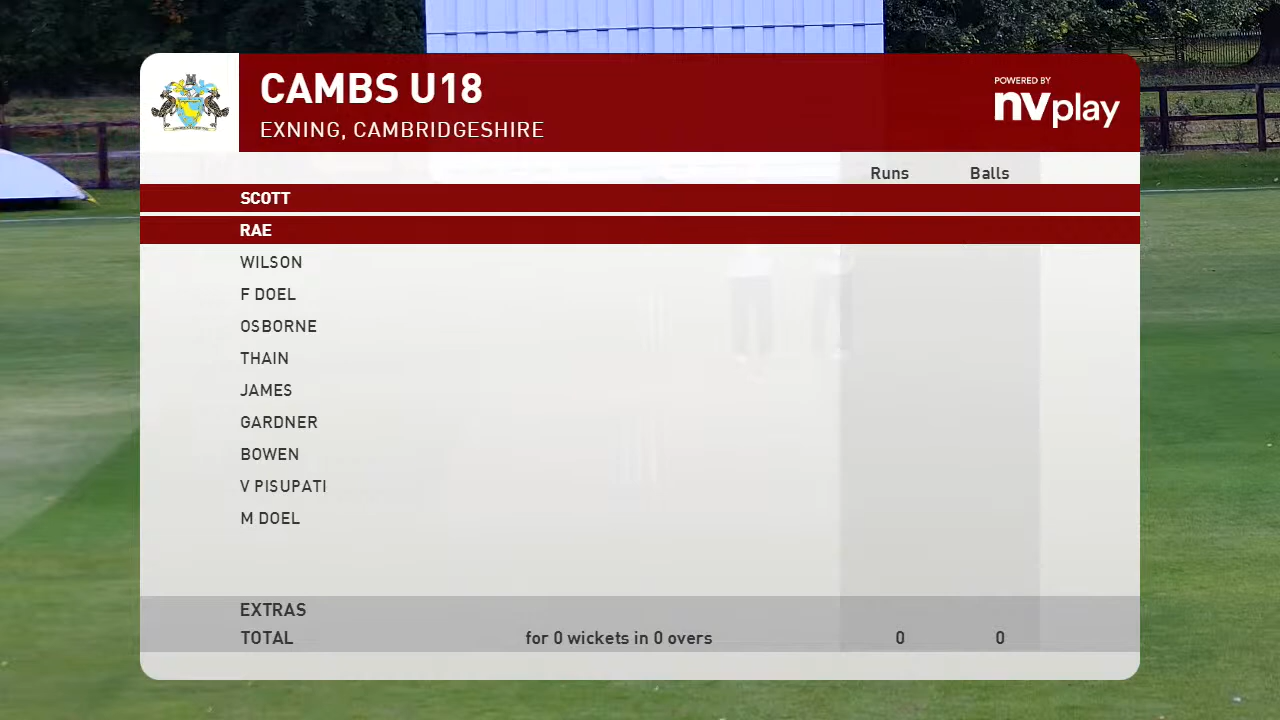 CAMBS U18
EXNING, CAMBRIDGESHIRE
POWERED BY
nvplay
Runs Balls
SCOTT
RAE
WILSON
F DOEL
OSBORNE
THAIN
JAMES
GARDNER
BOWEN
V PISUPATI
M DOEL
EXTRAS
TOTAL for 0 wickets in 0 overs 0 0